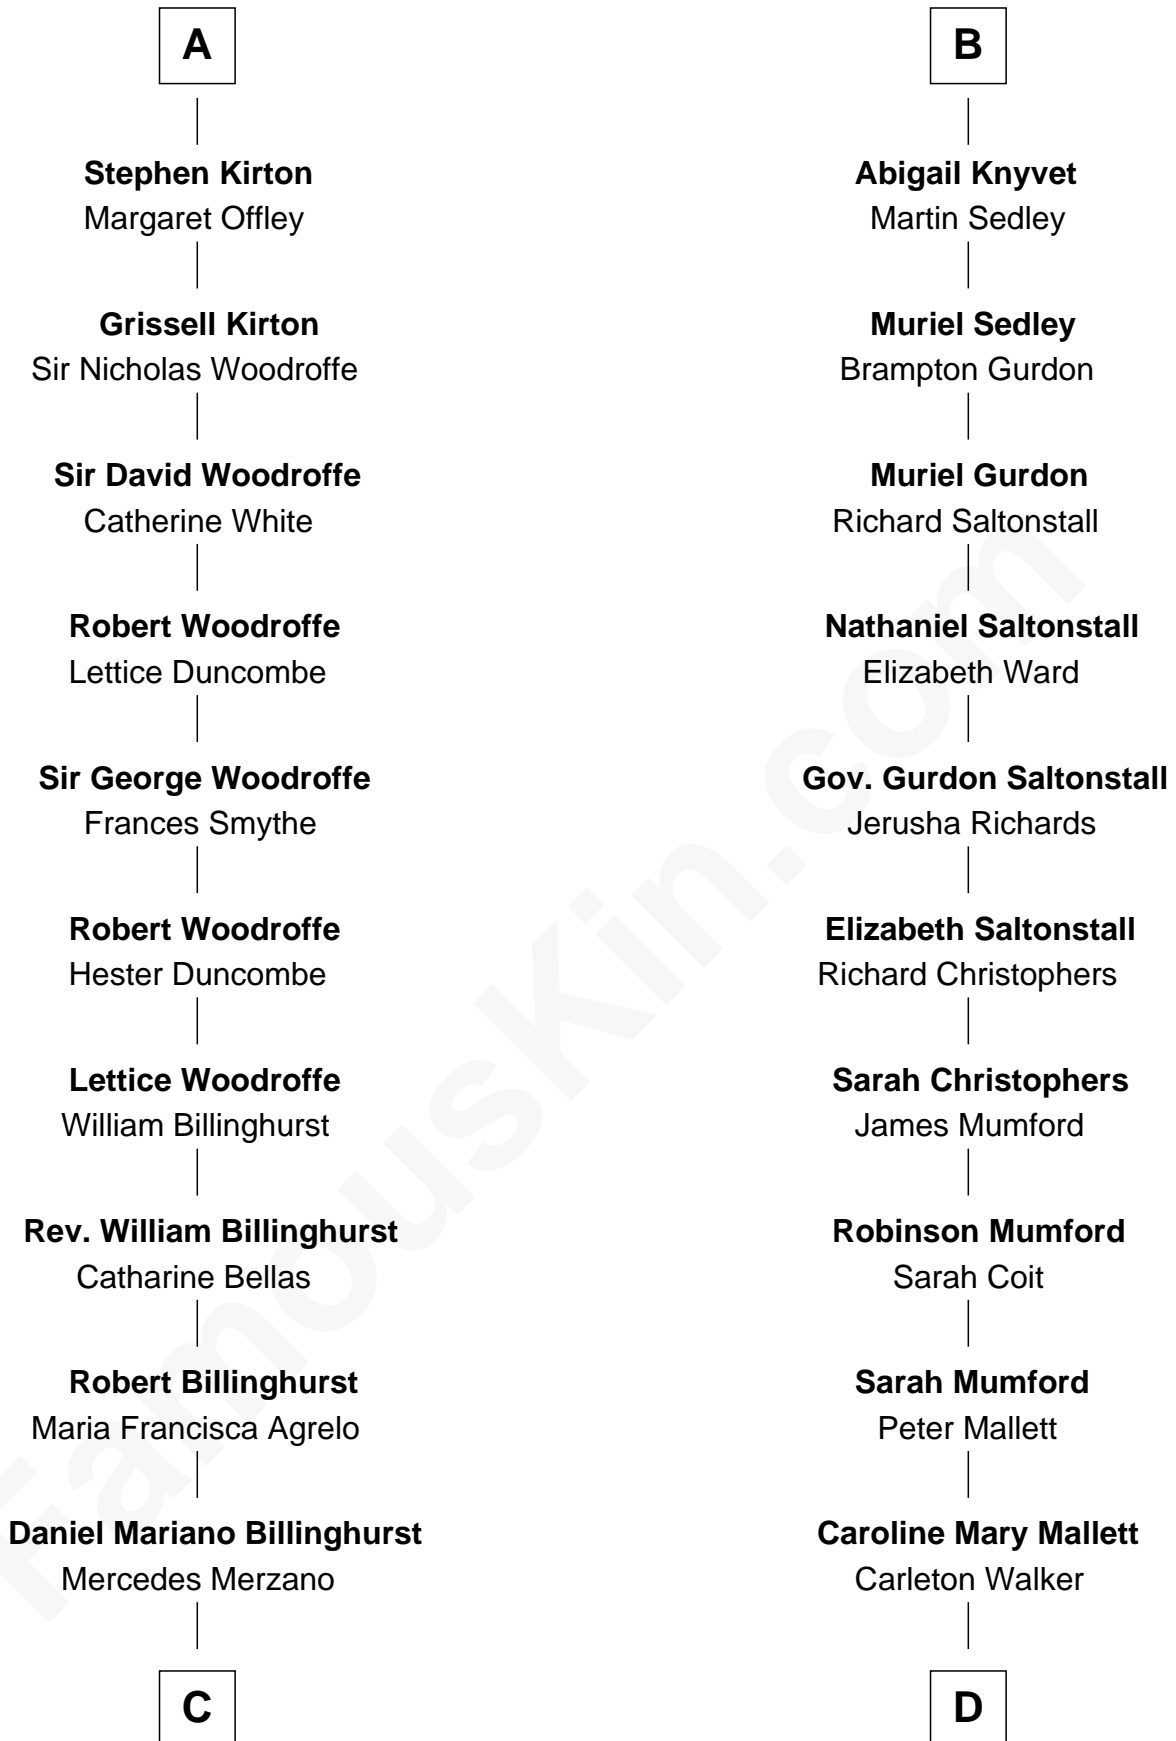 A
Stephen Kirton
Margaret Offley
Grissell Kirton
Sir Nicholas Woodroffe
Sir David Woodroffe
Catherine White
Robert Woodroffe
Lettice Duncombe
Sir George Woodroffe
Frances Smythe
Robert Woodroffe
Hester Duncombe
Lettice Woodroffe
William Billinghurst
Rev. William Billinghurst
Catharine Bellas
Robert Billinghurst
Maria Francisca Agrelo
Daniel Mariano Billinghurst
Mercedes Merzano
C
B
Abigail Knyvet
Martin Sedley
Muriel Sedley
Brampton Gurdon
Muriel Gurdon
Richard Saltonstall
Nathaniel Saltonstall
Elizabeth Ward
Gov. Gurdon Saltonstall
Jerusha Richards
Elizabeth Saltonstall
Richard Christophers
Sarah Christophers
James Mumford
Robinson Mumford
Sarah Coit
Sarah Mumford
Peter Mallett
Caroline Mary Mallett
Carleton Walker
D
FamousKin.com